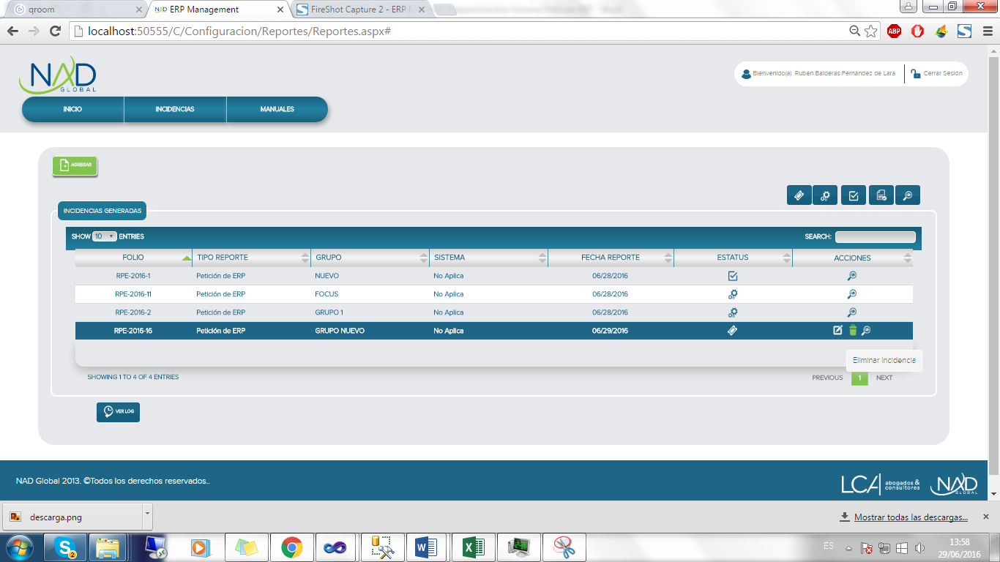 qroom
NAD ERP Management
FireShot Capture 2 - ERP M
localhost:50555/C/Configuracion/Reportes/Reportes.aspx#
ABP
NAD
GLOBAL
Bienvenido(a) Rubén Balderas Fernández de Lara
Cerrar Sesión
INICIO
INCIDENCIAS
MANUALES
AGREGAR
INCIDENCIAS GENERADAS
SHOW 10 ENTRIES
SEARCH:
FOLIO TIPO REPORTE GRUPO SISTEMA FECHA REPORTE ESTATUS ACCIONES
RPE-2016-1 Petición de ERP NUEVO No Aplica 06/28/2016
RPE-2016-11 Petición de ERP FOCUS No Aplica 06/28/2016
RPE-2016-2 Petición de ERP GRUPO 1 No Aplica 06/28/2016
RPE-2016-16 Petición de ERP GRUPO NUEVO No Aplica 06/29/2016
Eliminar Incidencia
SHOWING 1 TO 4 OF 4 ENTRIES
PREVIOUS 1 NEXT
VER LOG
NAD Global 2013. ©Todos los derechos reservados..
LCA abogados & consultores
NAD
GLOBAL
descarga.png
Mostrar todas las descargas...
2
ES
13:58
29/06/2016